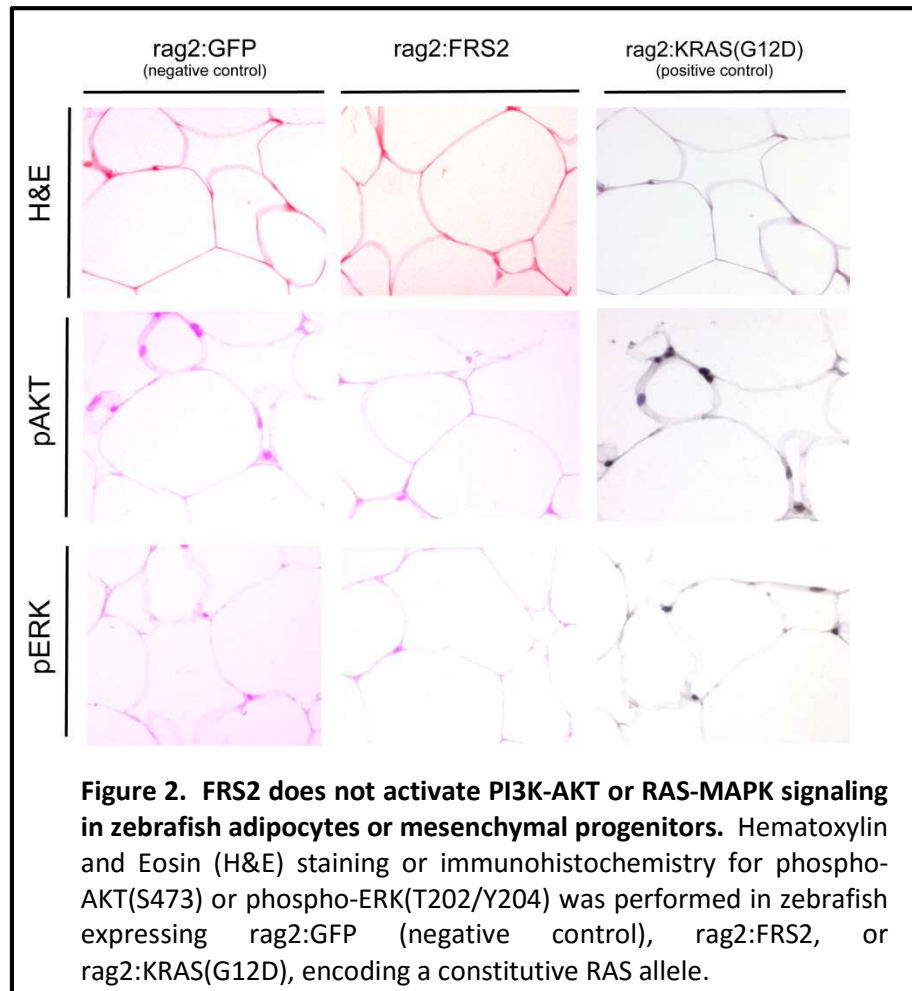 rag2:GFP
(negative control)
rag2:FRS2
rag2:KRAS(G12D)
(positive control)
H&E
pAKT
pERK
Figure 2. FRS2 does not activate PI3K-AKT or RAS-MAPK signaling
in zebrafish adipocytes or mesenchymal progenitors. Hematoxylin
and Eosin (H&E) staining or immunohistochemistry for phospho-
AKT(S473) or phospho-ERK(T202/Y204) was performed in zebrafish
expressing rag2:GFP (negative control), rag2:FRS2, or
rag2:KRAS(G12D), encoding a constitutive RAS allele.